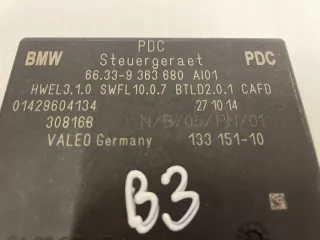 PDC
BMW Steuergeraet PDC
66.33-9 363 680 AI01
HWEL3.1.0 SWFL10.0.7 BTLD2.0.1 CAFD
01429604134 27 10 14
308168 N/B/05/PN/01
VALEO Germany 133 151-10
B3